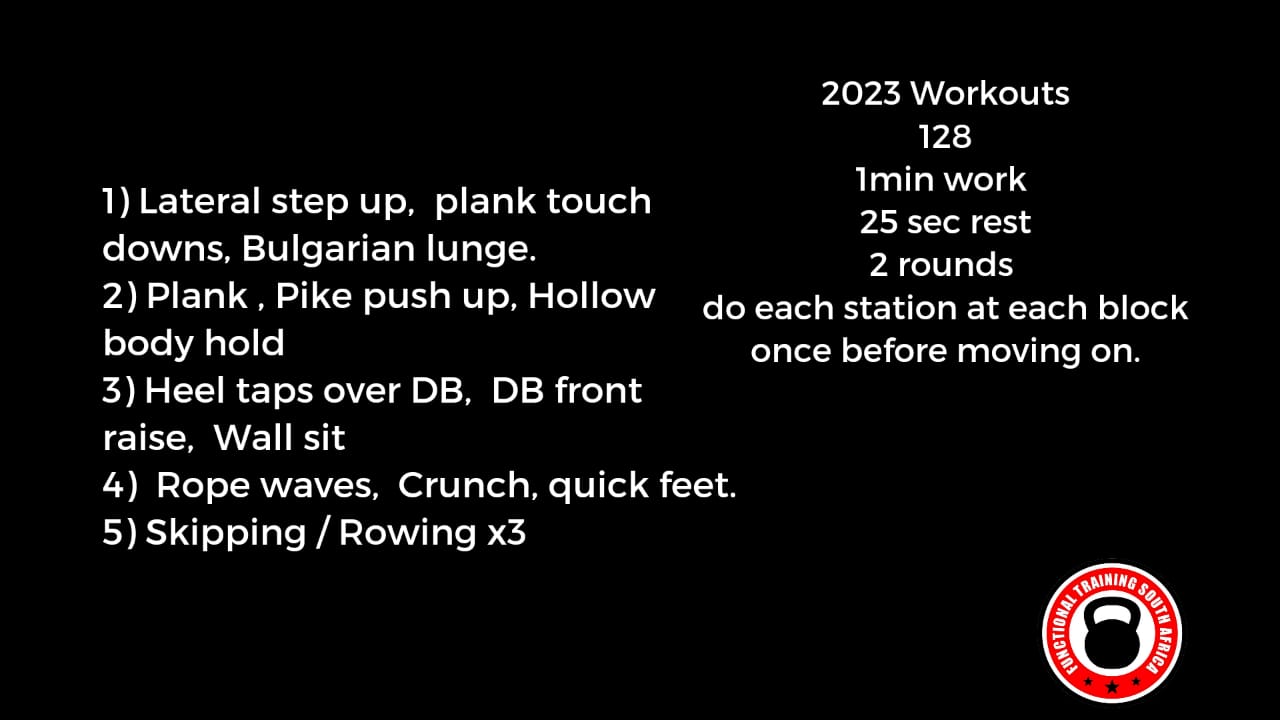 2023 Workouts
128
1min work
25 sec rest
2 rounds
do each station at each block
once before moving on.
1) Lateral step up, plank touch
downs, Bulgarian lunge.
2) Plank , Pike push up, Hollow
body hold
3) Heel taps over DB, DB front
raise, Wall sit
4) Rope waves, Crunch, quick feet.
5) Skipping / Rowing x3
FUNCTIONAL TRAINING SOUTH AFRICA